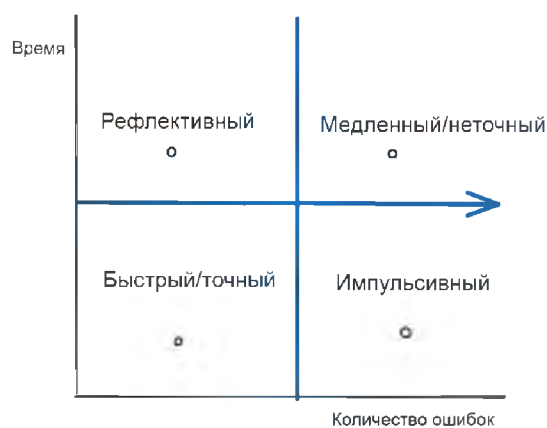 Время
Рефлективный
Медленный/неточный
Быстрый/точный
Импульсивный
Количество ошибок